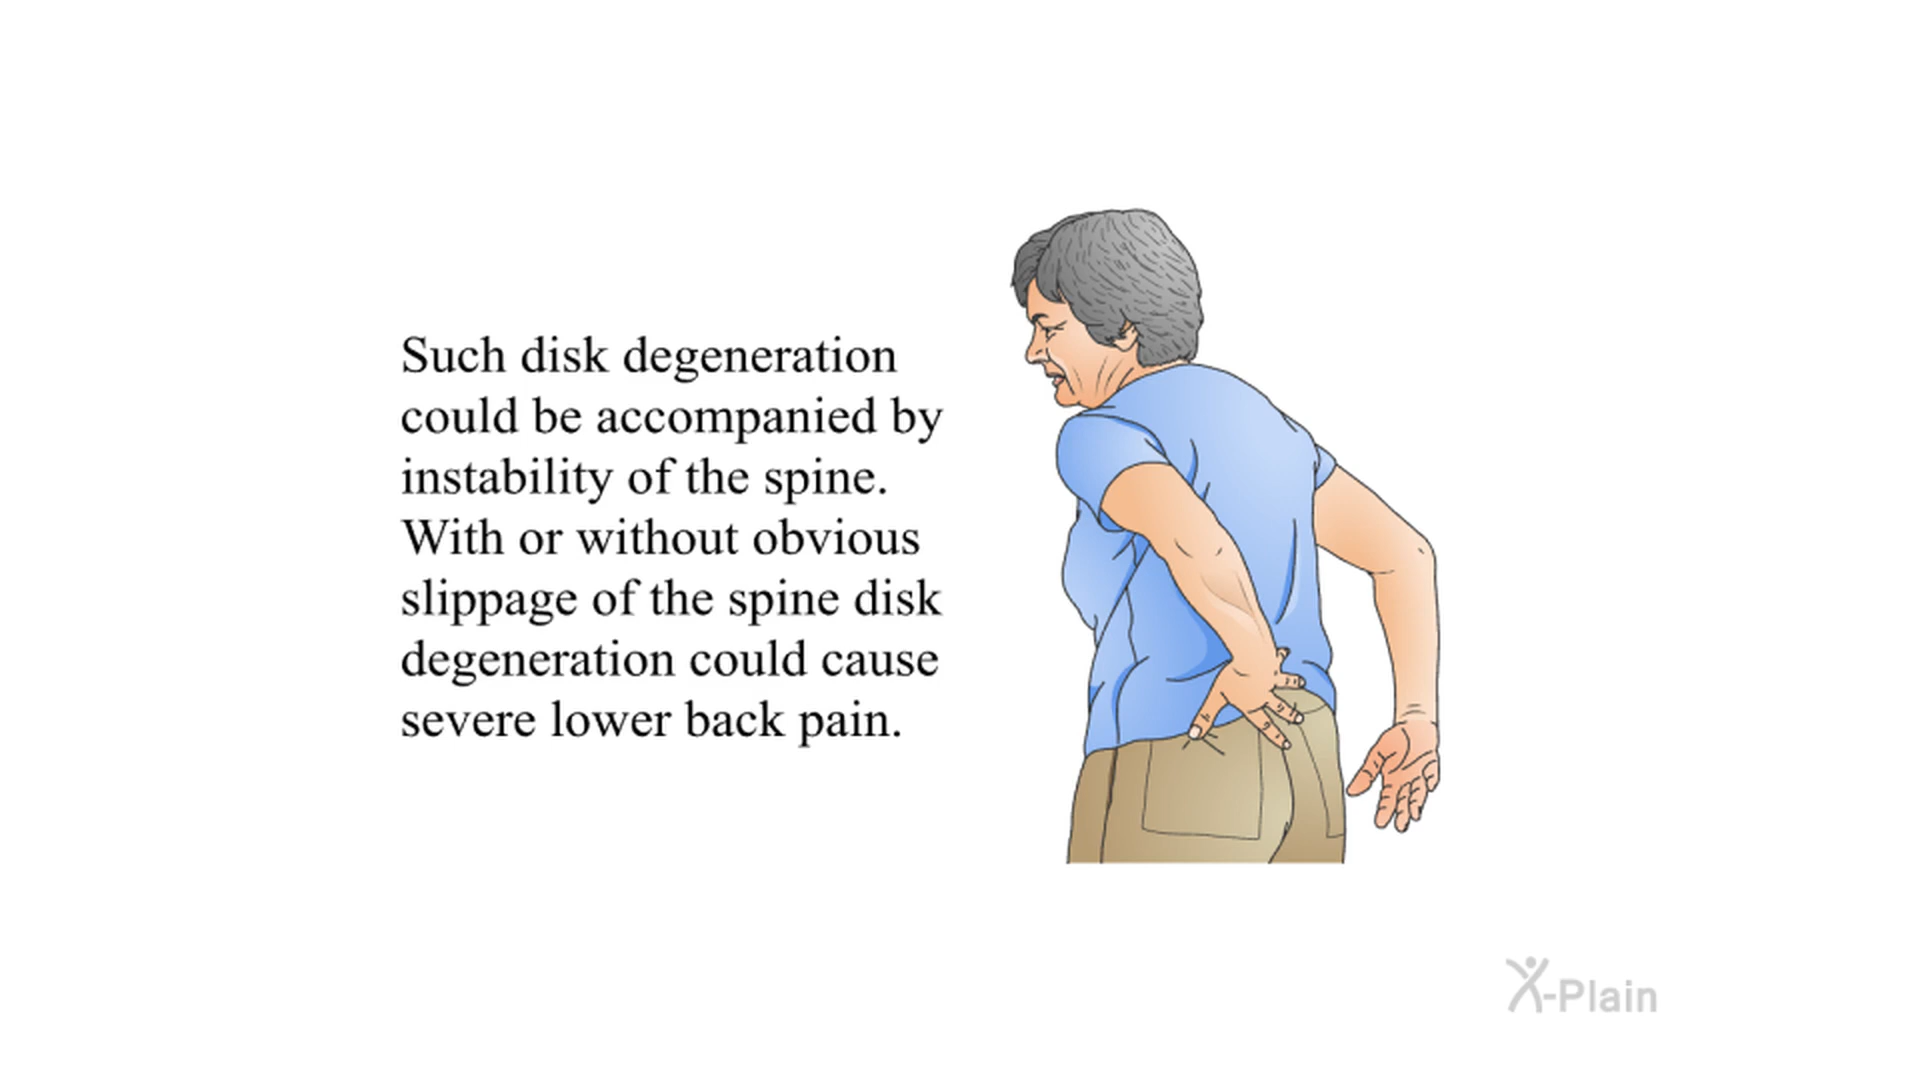 Such disk degeneration
could be accompanied by
instability of the spine.
With or without obvious
slippage of the spine disk
degeneration could cause
severe lower back pain.
X-Plain